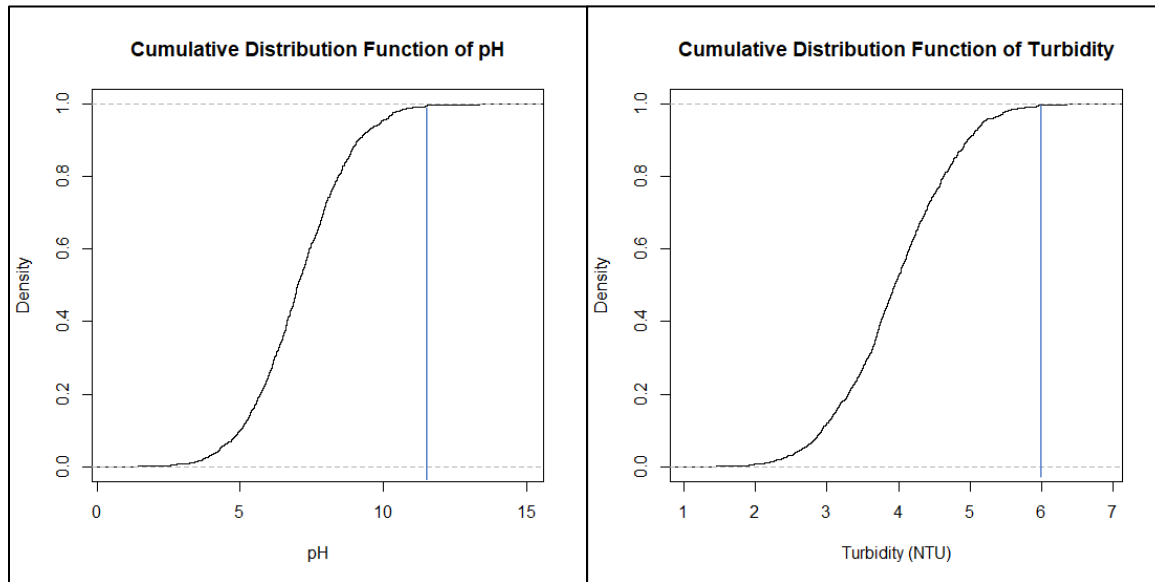 Cumulative Distribution Function of pH
1.0
0.8
0.6
0.4
0.2
0.0
Density
0 5 10 15
pH
Cumulative Distribution Function of Turbidity
1.0
0.8
0.6
0.4
0.2
0.0
Density
1 2 3 4 5 6 7
Turbidity (NTU)